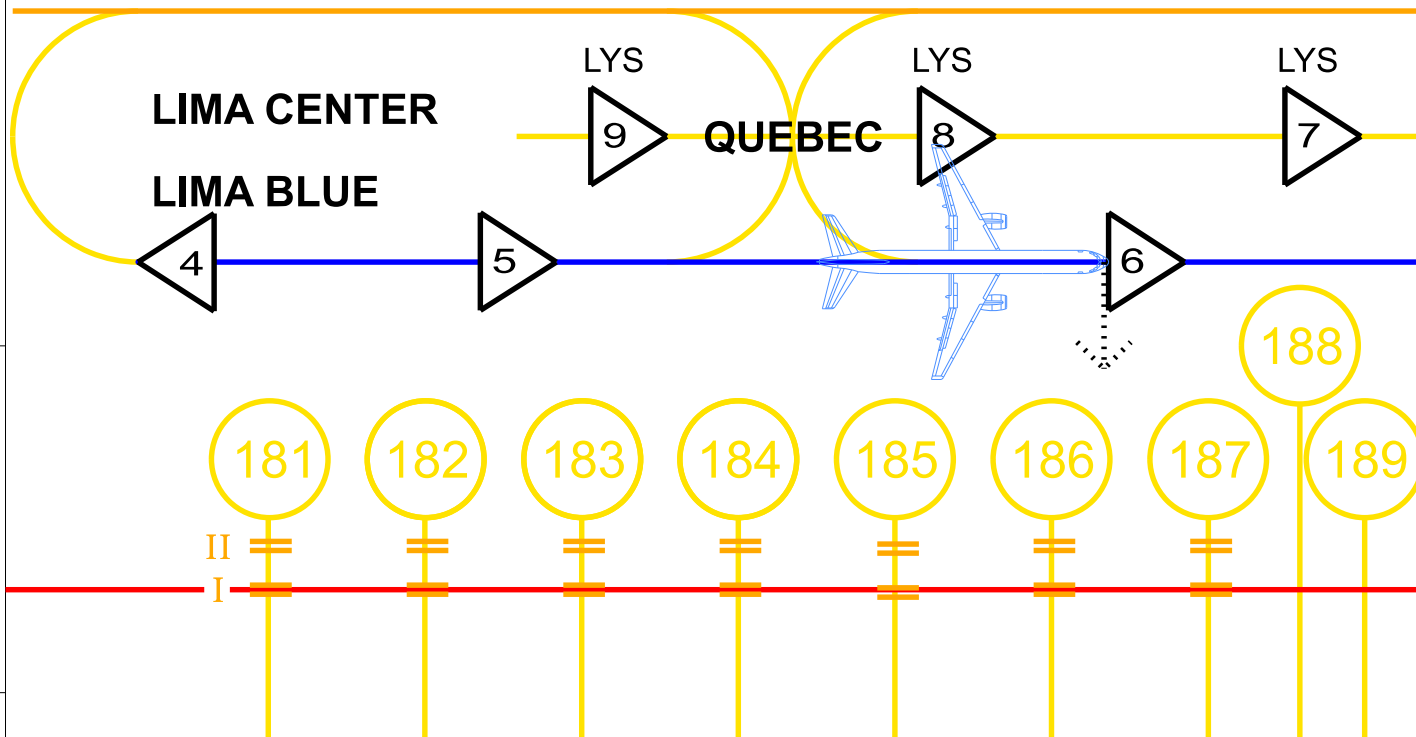 LYS LYS LYS
LIMA CENTER
9 QUEBEC 8 7
LIMA BLUE
4 5 6
188
181 182 183 184 185 186 187 189
II
I